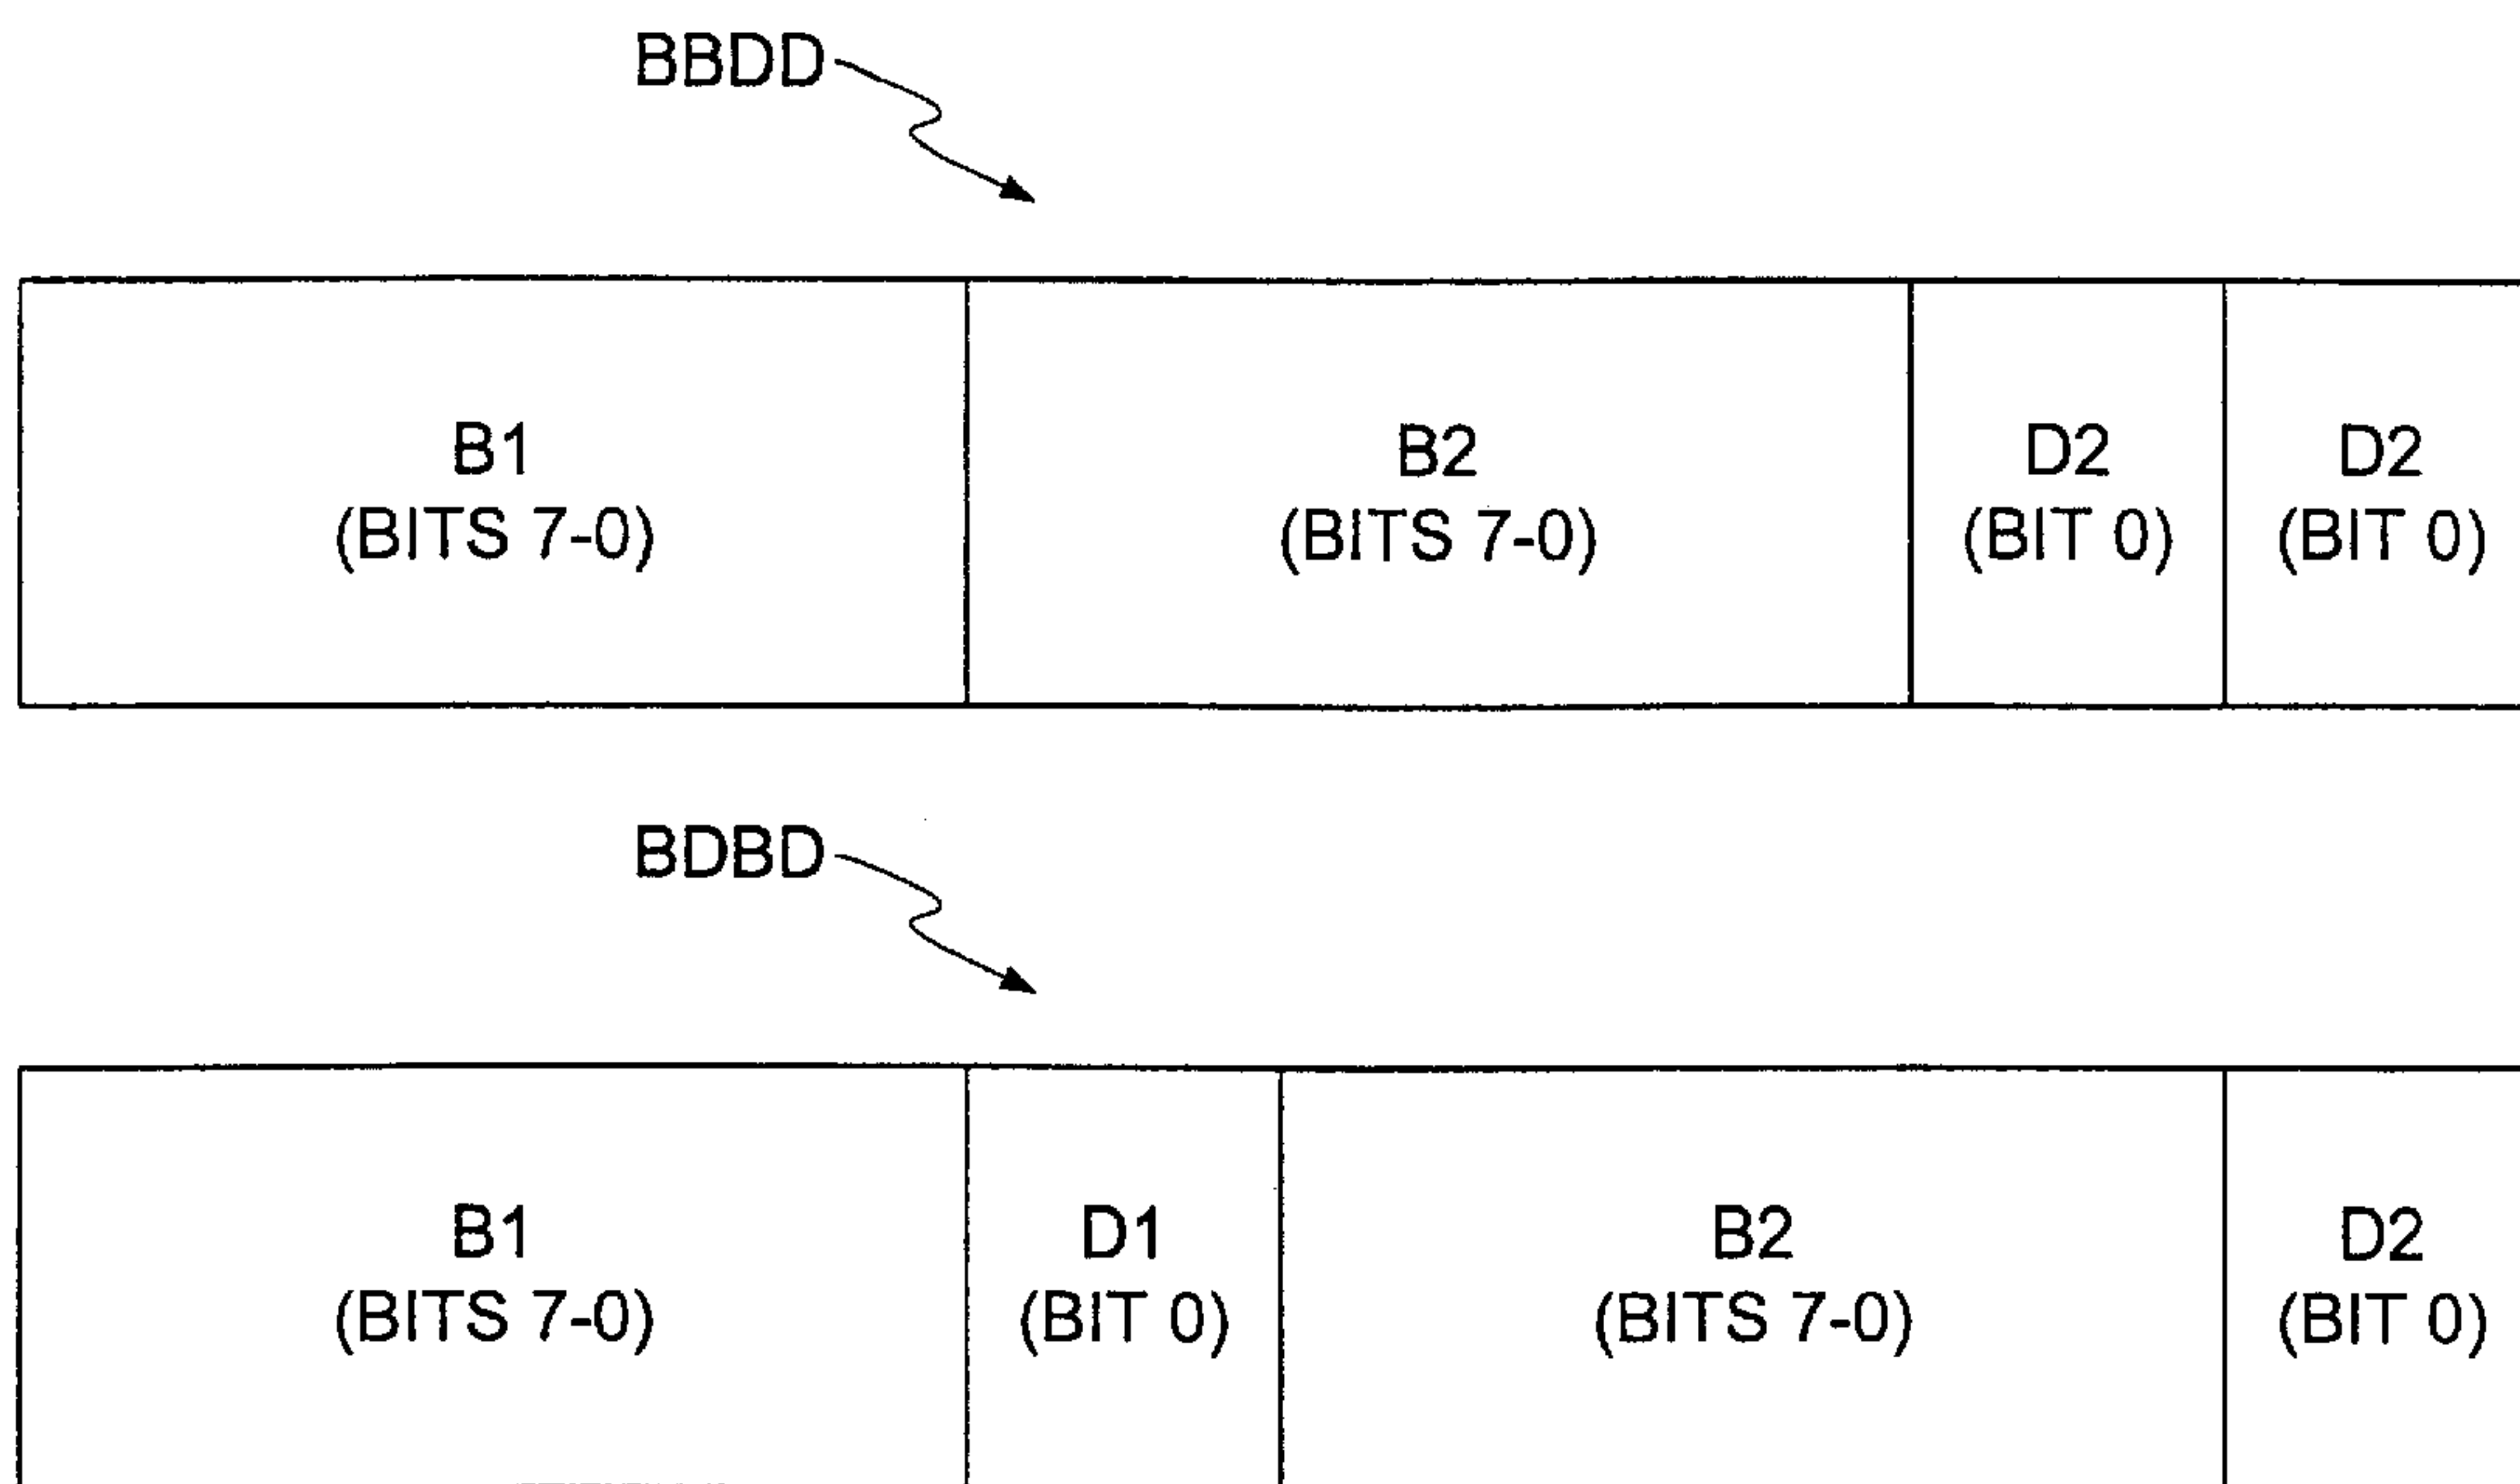 BBDD
B1
(BITS 7-0)
B2
(BITS 7-0)
D2
(BIT 0)
D2
(BIT 0)
BDBD
B1
(BITS 7-0)
D1
(BIT 0)
B2
(BITS 7-0)
D2
(BIT 0)